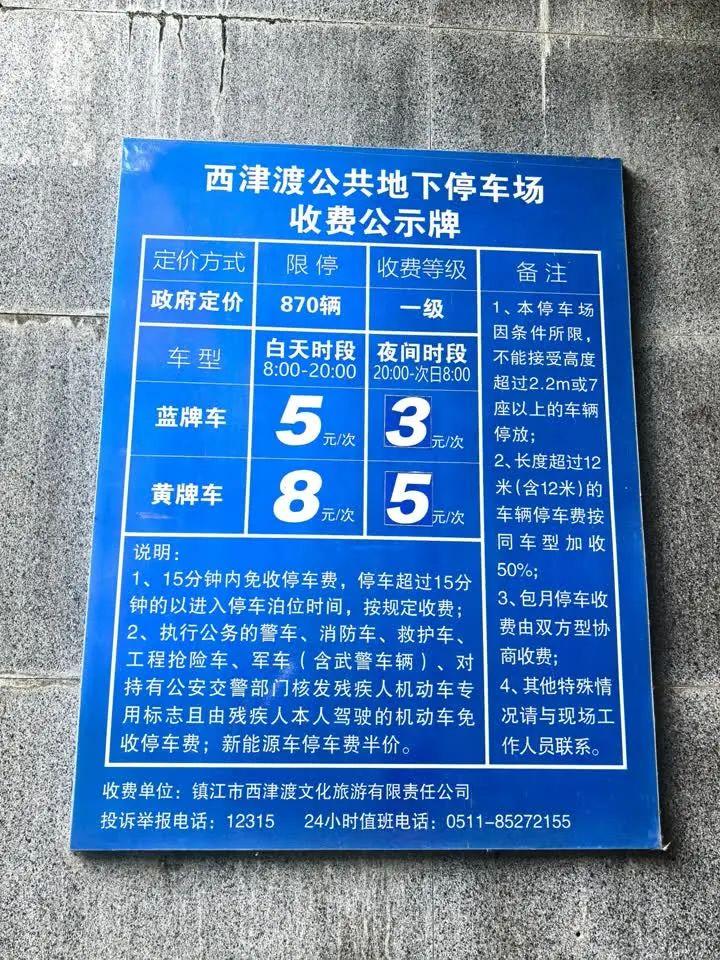 西津渡公共地下停车场
收费公示牌
定价方式 限 停 收费等级 备 注
政府定价 870辆 一级
车 型 白天时段 8:00-20:00 夜间时段 20:00-次日8:00
蓝牌车 5元/次 3元/次
黄牌车 8元/次 5元/次
1、本停车场
因条件所限，
不能接受高度
超过2.2m或7
座以上的车辆
停放；
2、长度超过12
米(含12米)的
车辆停车费按
同车型加收
50%；
3、包月停车收
费由双方型协
商收费；
4、其他特殊情
况请与现场工
作人员联系。
说明：
1、15分钟内免收停车费，停车超过15分
钟的以进入停车泊位时间，按规定收费；
2、执行公务的警车、消防车、救护车、
工程抢险车、军车（含武警车辆）、对
持有公安交警部门核发残疾人机动车专
用标志且由残疾人本人驾驶的机动车免
收停车费；新能源车停车费半价。
收费单位：镇江市西津渡文化旅游有限责任公司
投诉举报电话：12315 24小时值班电话：0511-85272155